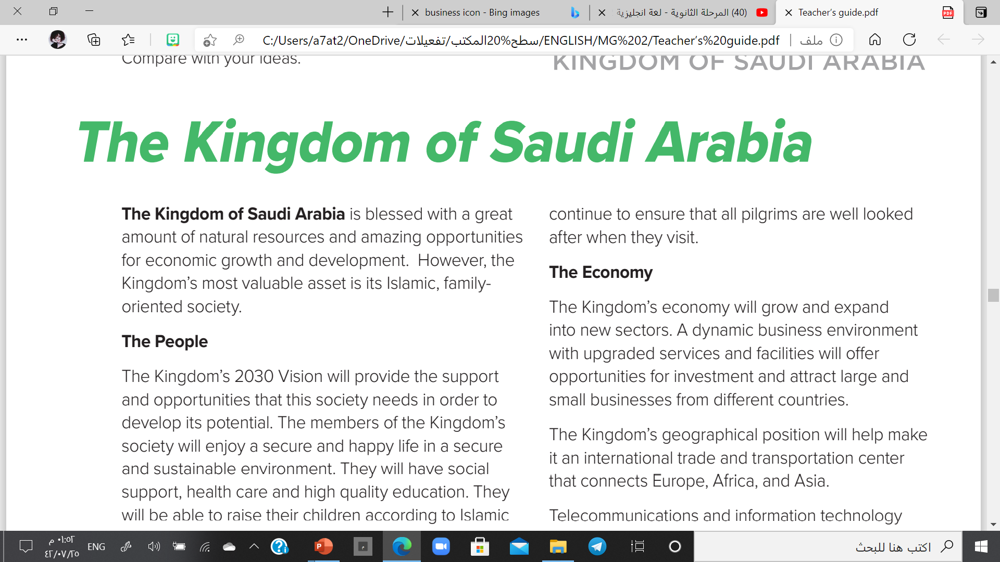 business icon - Bing images
(40) المرحلة الثانوية - لغة انجليزية
Teacher's guide.pdf
C:/Users/a7at2/OneDrive/سطح%20المكتب/تفعيلات/ENGLISH/MG%202/Teacher's%20guide.pdf
ملف
Compare with your ideas.
KINGDOM OF SAUDI ARABIA
The Kingdom of Saudi Arabia
The Kingdom of Saudi Arabia is blessed with a great
amount of natural resources and amazing opportunities
for economic growth and development. However, the
Kingdom's most valuable asset is its Islamic, family-
oriented society.
The People
The Kingdom's 2030 Vision will provide the support
and opportunities that this society needs in order to
develop its potential. The members of the Kingdom's
society will enjoy a secure and happy life in a secure
and sustainable environment. They will have social
support, health care and high quality education. They
will be able to raise their children according to Islamic
continue to ensure that all pilgrims are well looked
after when they visit.
The Economy
The Kingdom's economy will grow and expand
into new sectors. A dynamic business environment
with upgraded services and facilities will offer
opportunities for investment and attract large and
small businesses from different countries.
The Kingdom's geographical position will help make
it an international trade and transportation center
that connects Europe, Africa, and Asia.
Telecommunications and information technology
٠١:٥٢ م
٤٢/٠٧/٢٥
ENG
اكتب هنا للبحث